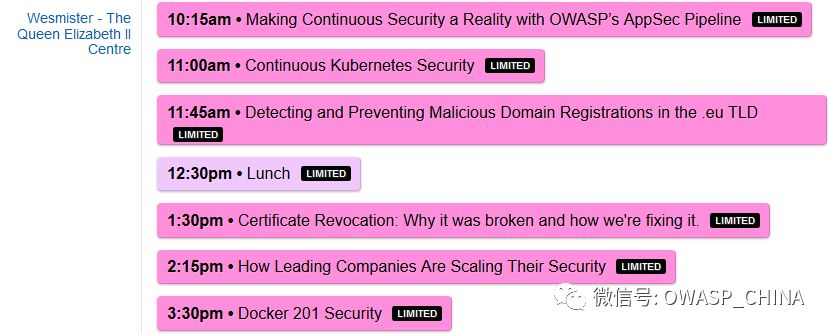 Wesmister - The
Queen Elizabeth ll
Centre
10:15am • Making Continuous Security a Reality with OWASP’s AppSec Pipeline LIMITED
11:00am • Continuous Kubernetes Security LIMITED
11:45am • Detecting and Preventing Malicious Domain Registrations in the .eu TLD
LIMITED
12:30pm • Lunch LIMITED
1:30pm • Certificate Revocation: Why it was broken and how we're fixing it. LIMITED
2:15pm • How Leading Companies Are Scaling Their Security LIMITED
3:30pm • Docker 201 Security LIMITED
微信号: OWASP_CHINA